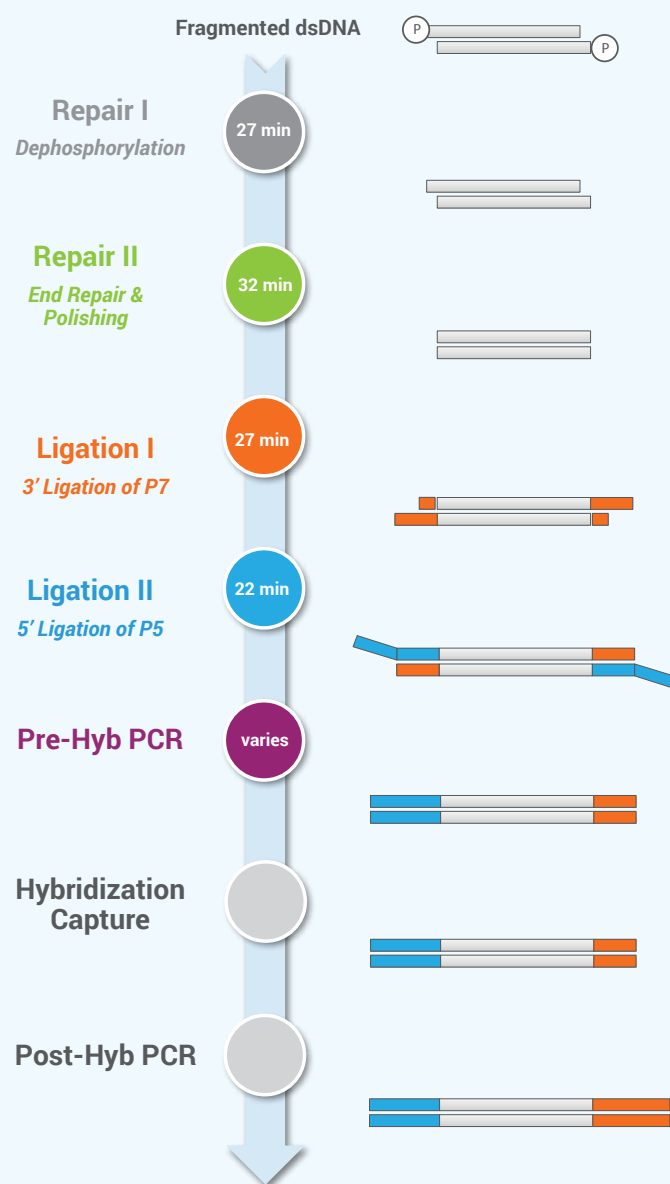 Fragmented dsDNA
P
P
Repair I
Dephosphorylation
27 min
Repair II
End Repair &
Polishing
32 min
Ligation I
3’ Ligation of P7
27 min
Ligation II
5’ Ligation of P5
22 min
Pre-Hyb PCR
varies
Hybridization
Capture
Post-Hyb PCR